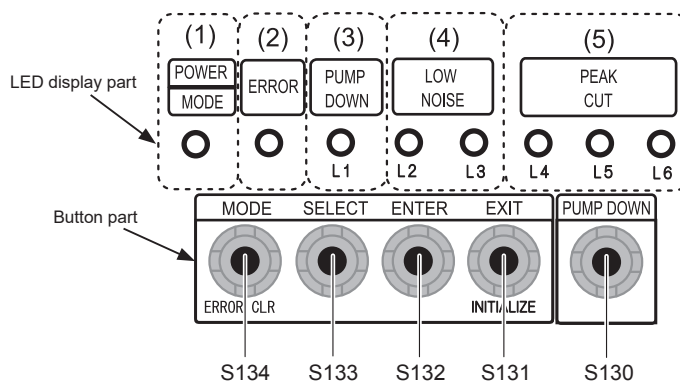 (1) (2) (3) (4) (5)
POWER
MODE
ERROR
PUMP
DOWN
LOW
NOISE
PEAK
CUT
LED display part
L1 L2 L3 L4 L5 L6
Button part
MODE SELECT ENTER EXIT PUMP DOWN
ERROR CLR INITIALIZE
S134 S133 S132 S131 S130